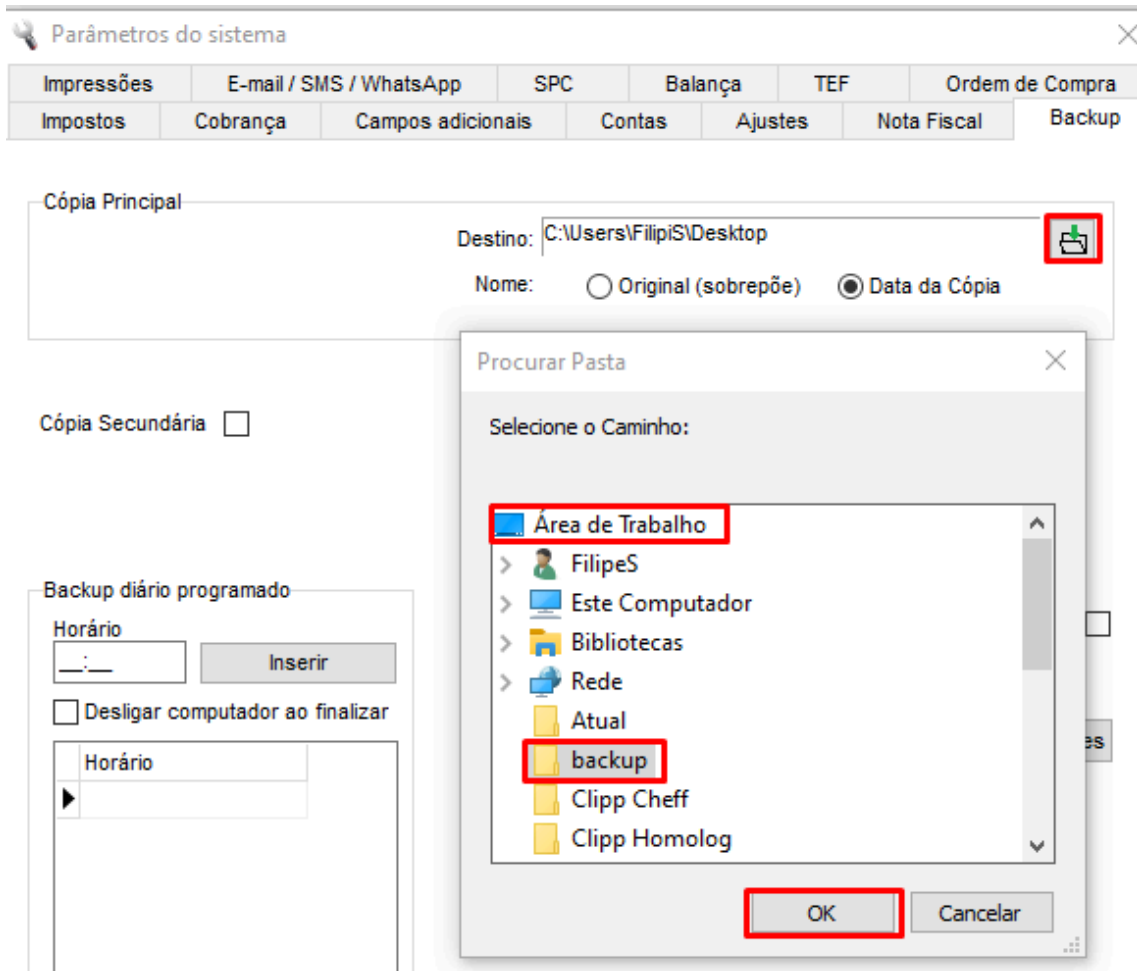 Parâmetros do sistema
Impressões E-mail / SMS / WhatsApp SPC Balança TEF Ordem de Compra
Impostos Cobrança Campos adicionais Contas Ajustes Nota Fiscal Backup
Cópia Principal
Destino: C:\Users\FilipiS\Desktop
Nome: Original (sobrepõe) Data da Cópia
Procurar Pasta
Cópia Secundária
Selecione o Caminho:
Área de Trabalho
FilipeS
Backup diário programado
Este Computador
Horário
Bibliotecas
__:__ Inserir
Rede
Desligar computador ao finalizar
Atual
backup
Horário
Clipp Cheff
Clipp Homolog
OK Cancelar